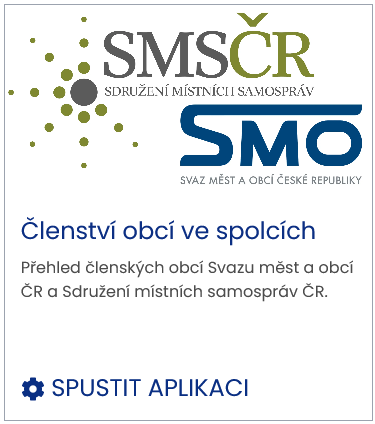 SMSČR
SDRUŽENÍ MÍSTNÍCH SAMOSPRÁV
SMO
SVAZ MĚST A OBCÍ ČESKÉ REPUBLIKY
Členství obcí ve spolcích
Přehled členských obcí Svazu měst a obcí
ČR a Sdružení místních samospráv ČR.
SPUSTIT APLIKACI